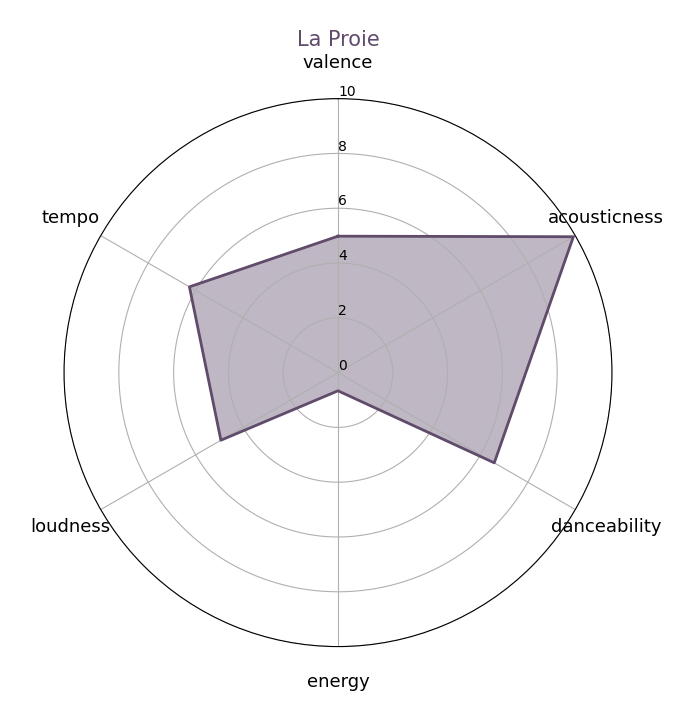 La Proie
valence
10
8
6
4
2
0
tempo
acousticness
loudness
danceability
energy